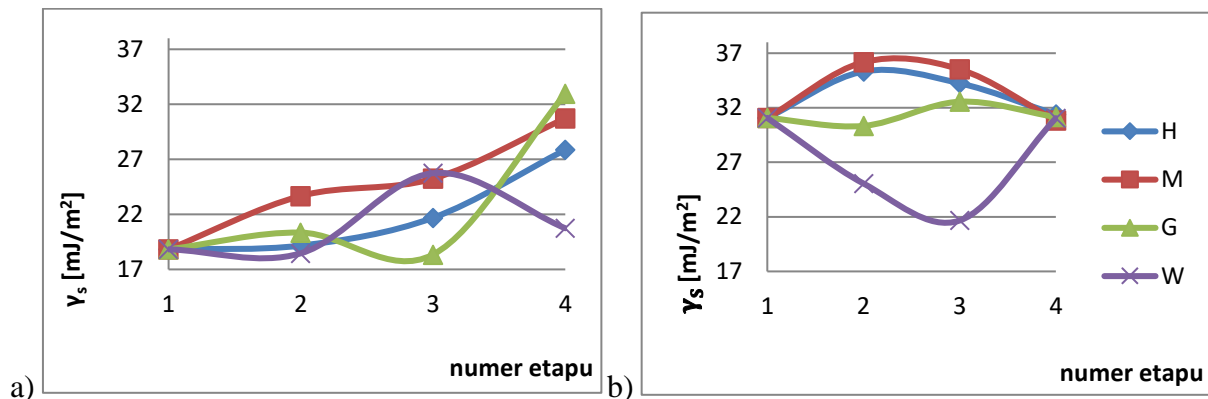 37
32
27
22
17
γs [mJ/m²]
1 2 3 4
numer etapu
a)
37
32
27
22
17
γs [mJ/m²]
1 2 3 4
numer etapu
b)
H
M
G
W